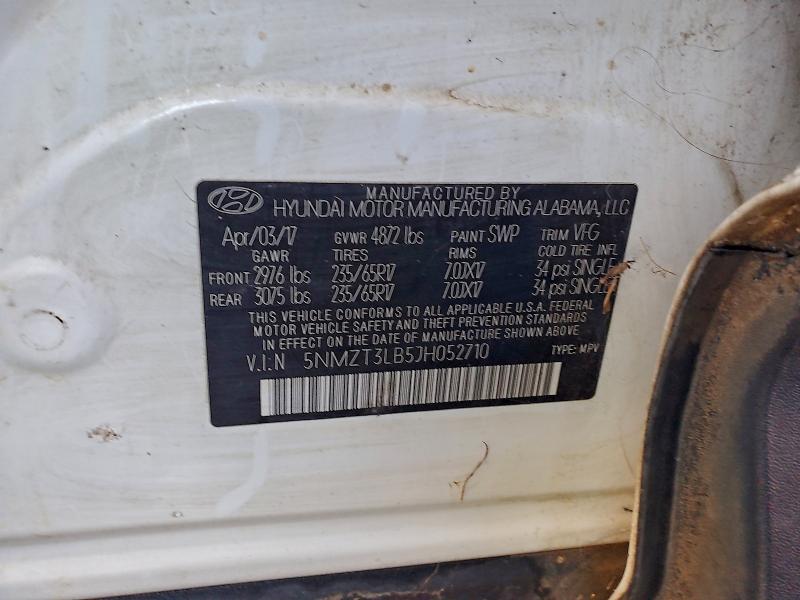 MANUFACTURED BY
HYUNDAI MOTOR MANUFACTURING ALABAMA, LLC
Apr/03/17 GVWR 4872 lbs PAINT SWP TRIM VFG
GAWR TIRES RIMS COLD TIRE INFL
FRONT 2976 lbs 235/65R17 7.0JX17 34 psi SINGLE
REAR 3075 lbs 235/65R17 7.0JX17 34 psi SINGLE
THIS VEHICLE CONFORMS TO ALL APPLICABLE U.S.A. FEDERAL
MOTOR VEHICLE SAFETY AND THEFT PREVENTION STANDARDS
IN EFFECT ON THE DATE OF MANUFACTURE SHOWN ABOVE.
V.I.N 5NMZT3LB5JH052710 TYPE: MPV